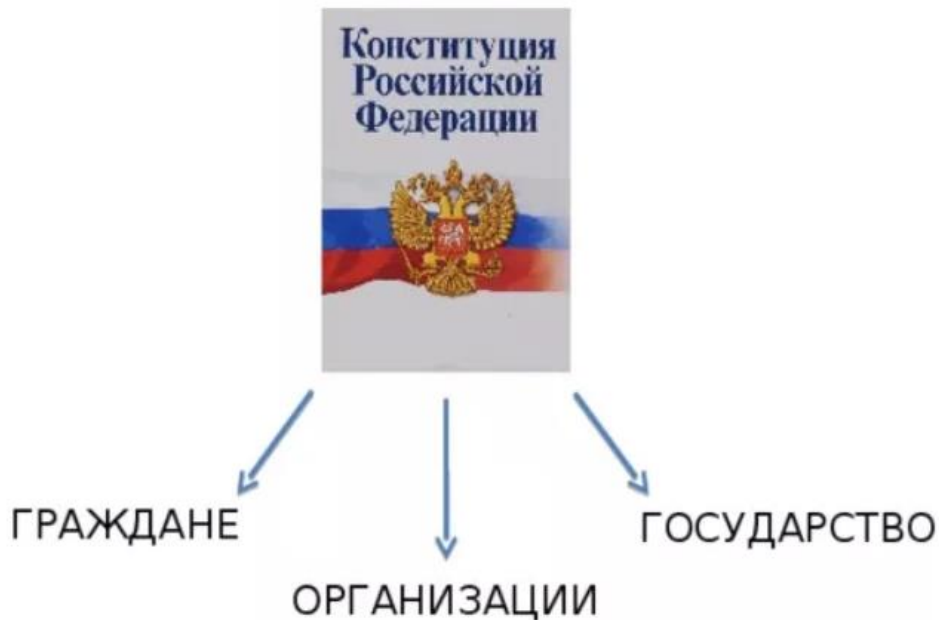 Конституция
Российской
Федерации
ГРАЖДАНЕ
ГОСУДАРСТВО
ОРГАНИЗАЦИИ